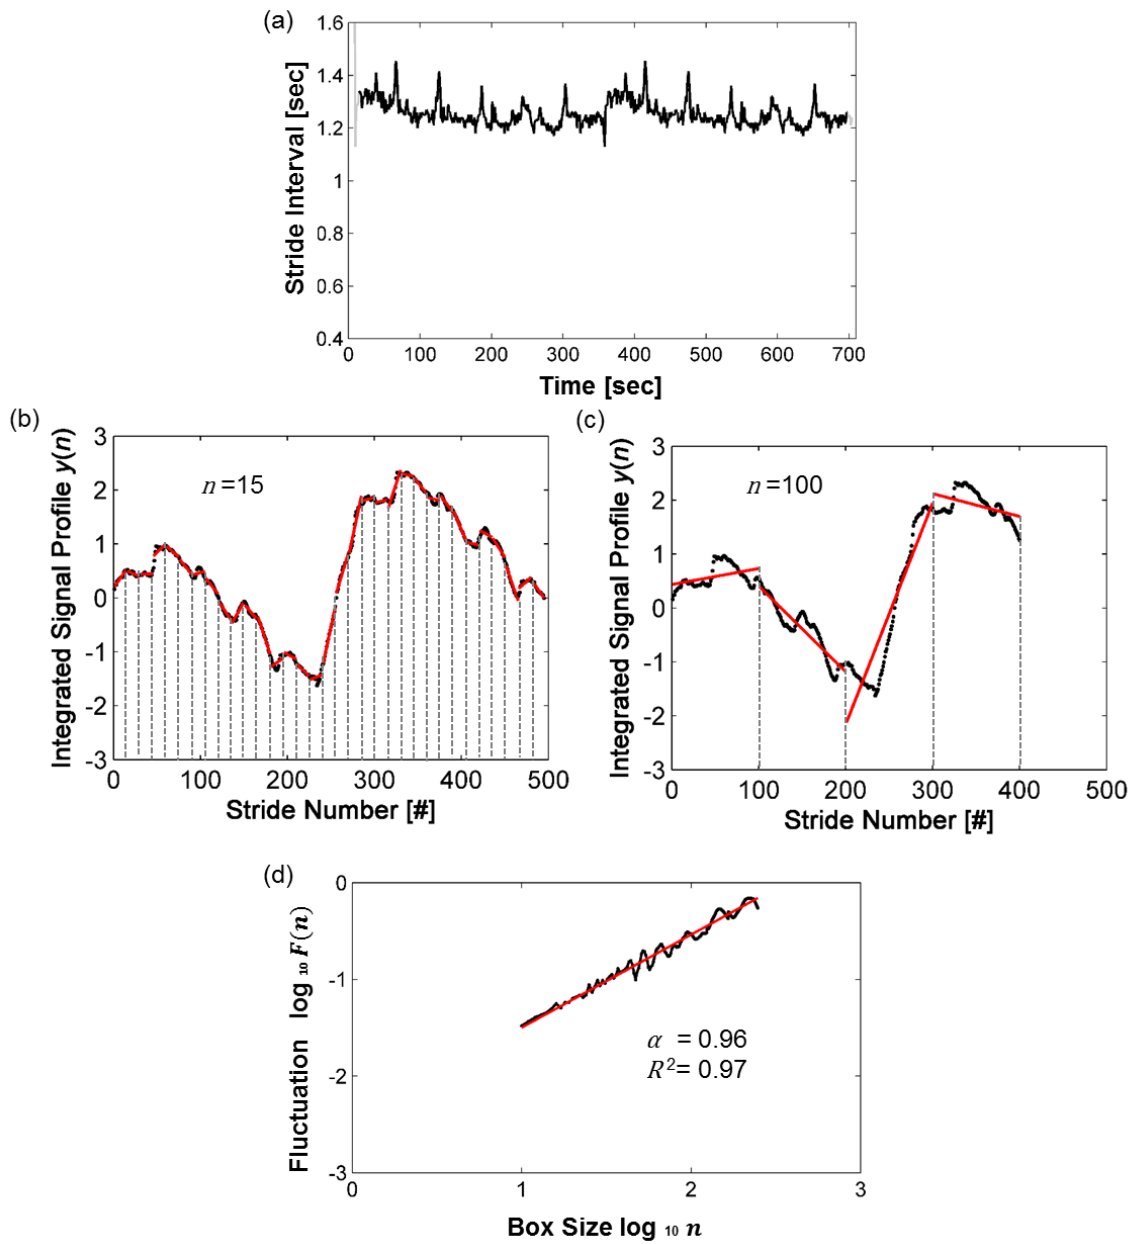 (a)
Stride Interval [sec]
1.6
1.4
1.2
1
0.8
0.6
0.4
0 100 200 300 400 500 600 700
Time [sec]
(b)
Integrated Signal Profile y(n)
n=15
3
2
1
0
-1
-2
-3
0 100 200 300 400 500
Stride Number [#]
(c)
Integrated Signal Profile y(n)
n=100
3
2
1
0
-1
-2
-3
0 100 200 300 400 500
Stride Number [#]
(d)
Fluctuation log 10 F(n)
0
-1
-2
-3
α = 0.96
R²= 0.97
0 1 2 3
Box Size log 10 n